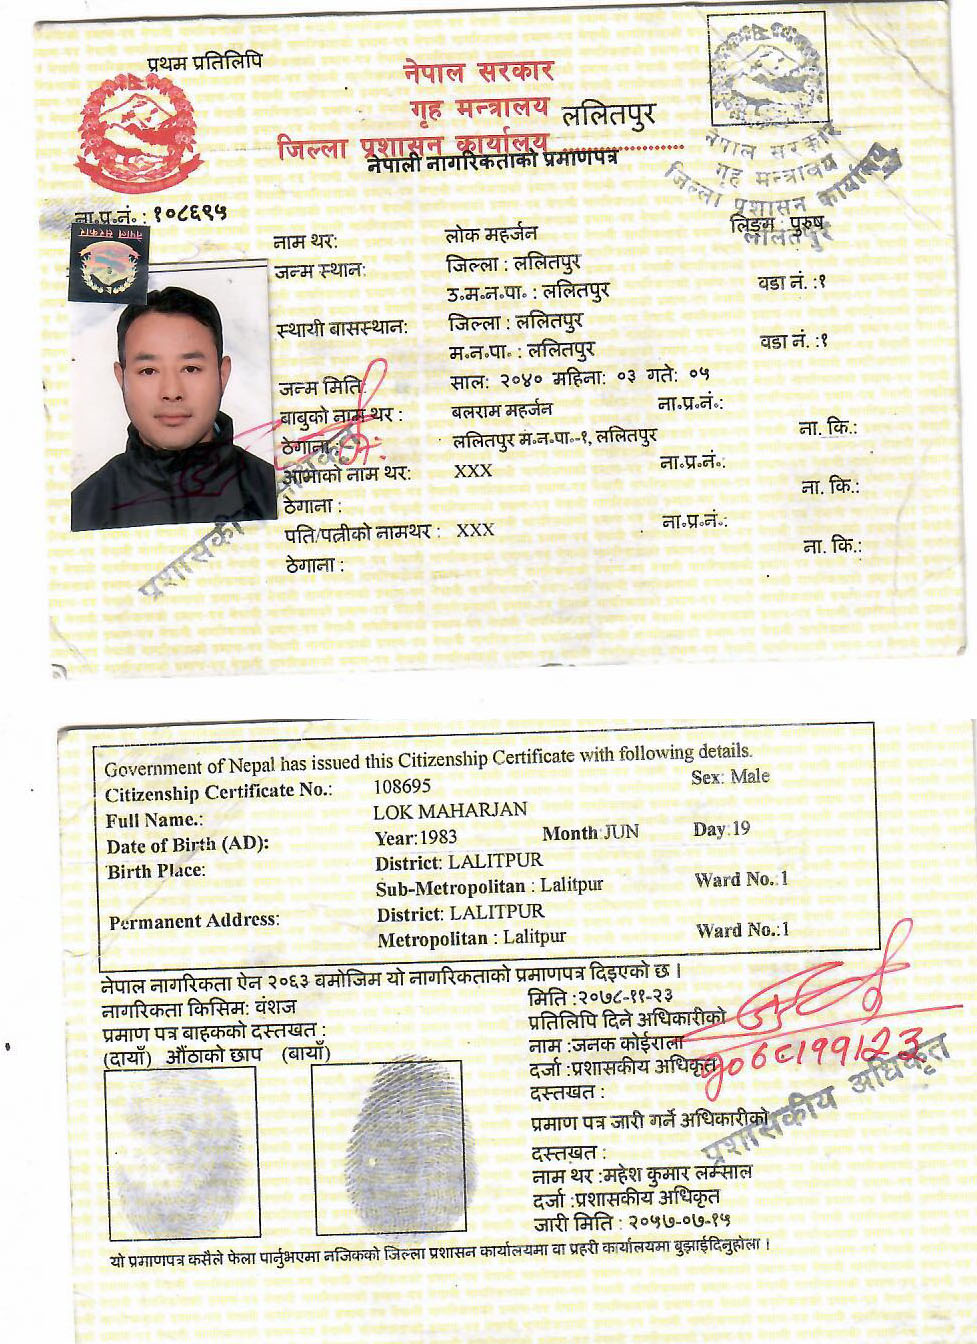 प्रथम प्रतिलिपि
नेपाल सरकार
गृह मन्त्रालय
जिल्ला प्रशासन कार्यालय, ललितपुर
नेपाली नागरिकताको प्रमाणपत्र
नेपाल सरकार
गृह मन्त्रालय
जिल्ला प्रशासन कार्यालय
ललितपुर
ना.प्र.नं. : १०८६९५
नाम थर: लोक महर्जन लिङ्ग : पुरुष
जन्म स्थान: जिल्ला : ललितपुर
उ.म.न.पा. : ललितपुर वडा नं. :१
स्थायी बासस्थान: जिल्ला : ललितपुर
म.न.पा. : ललितपुर वडा नं. :१
जन्म मिति: साल: २०४० महिना: ०३ गते: ०५
बाबुको नाम थर : बलराम महर्जन ना.प्र.नं.:
ठेगाना : ललितपुर म.न.पा.-१, ललितपुर ना. कि.:
आमाको नाम थर: XXX ना.प्र.नं.:
ठेगाना : ना. कि.:
पति/पत्नीको नामथर : XXX ना.प्र.नं.:
ठेगाना : ना. कि.:
प्रशासकीय अधिकृत
Government of Nepal has issued this Citizenship Certificate with following details.
Citizenship Certificate No.: 108695 Sex: Male
Full Name.: LOK MAHARJAN
Date of Birth (AD): Year:1983 Month:JUN Day:19
Birth Place: District: LALITPUR
Sub-Metropolitan : Lalitpur Ward No.:1
Permanent Address: District: LALITPUR
Metropolitan : Lalitpur Ward No.:1
नेपाल नागरिकता ऐन २०६३ बमोजिम यो नागरिकताको प्रमाणपत्र दिइएको छ ।
नागरिकता किसिम: वंशज
प्रमाण पत्र बाहकको दस्तखत :
(दायाँ) औंठाको छाप (बायाँ)
मिति :२०७८-११-२३
प्रतिलिपि दिने अधिकारीको
नाम :जनक कोईराला
दर्जा :प्रशासकीय अधिकृत
दस्तखत :
प्रशासकीय अधिकृत
प्रमाण पत्र जारी गर्ने अधिकारीको
दस्तखत :
नाम थर :महेश कुमार लम्साल
दर्जा :प्रशासकीय अधिकृत
जारी मिति : २०५७-०७-१५
यो प्रमाणपत्र कसैले फेला पार्नुभएमा नजिकको जिल्ला प्रशासन कार्यालयमा वा प्रहरी कार्यालयमा बुझाईदिनुहोला ।